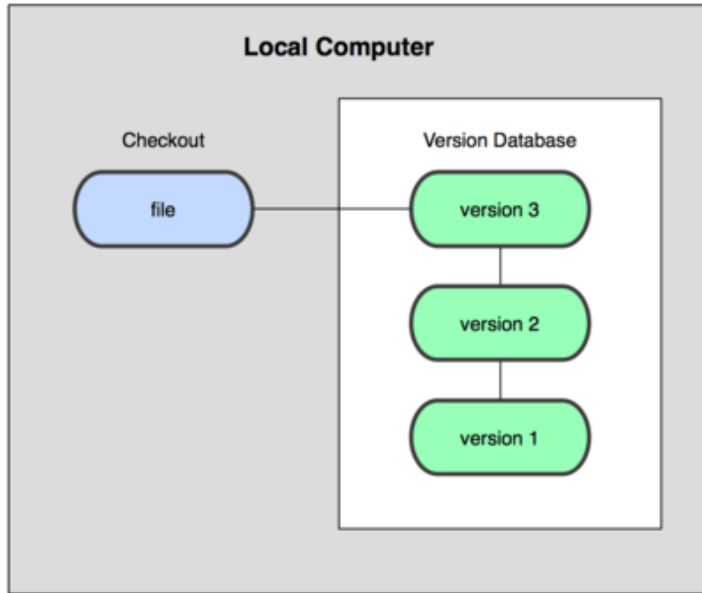 Local Computer
Checkout
Version Database
file
version 3
version 2
version 1